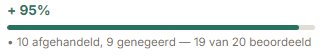 + 95%
• 10 afgehandeld, 9 genegeerd — 19 van 20 beoordeeld